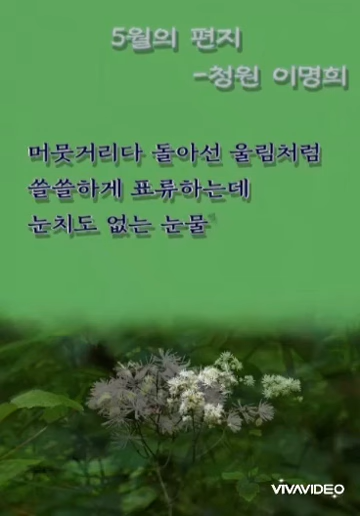 5월의 편지
-청원 이명희
머뭇거리다 돌아선 울림처럼
쓸쓸하게 표류하는데
눈치도 없는 눈물
VIVAVIDEO